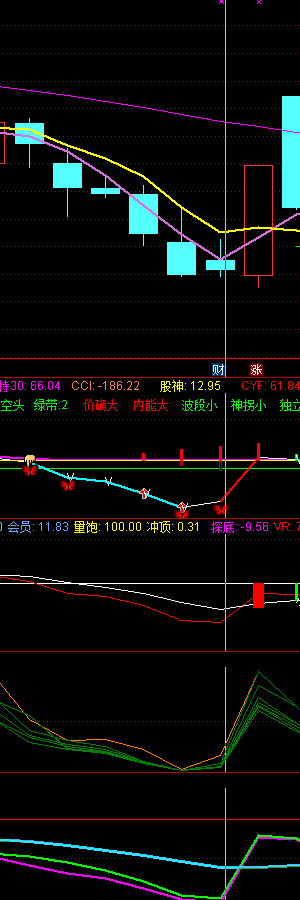 财 涨
持30: 66.04 CCI: -186.22 股神: 12.95 CYF: 61.84
空头 绿带:2 价确大 内能大 波段小 神拐小 独立
0 会员: 11.83 量饱: 100.00 冲顶: 0.31 探底: -9.56 VR: 7